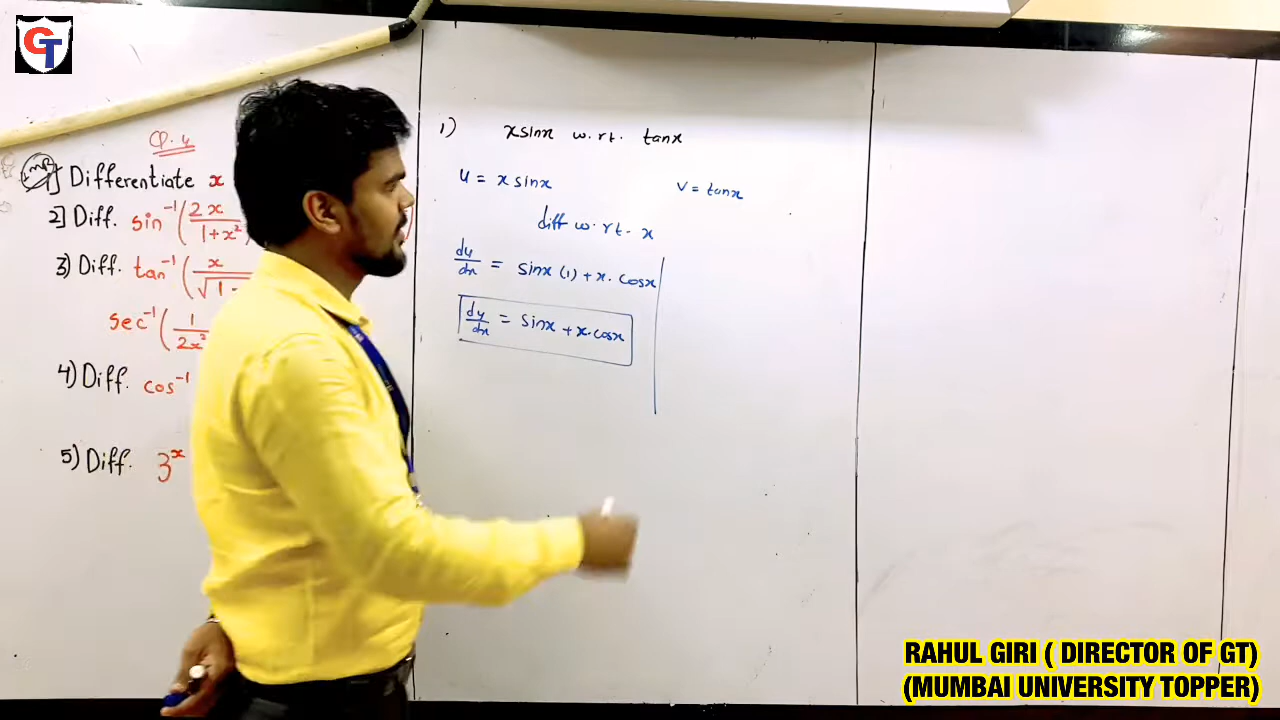 GT
Q.4
IMP
1] Differentiate x
2] Diff. sin⁻¹(2x/1+x²)
3) Diff. tan⁻¹(x/√1-
sec⁻¹(1/2x²
4) Diff. cos⁻¹
5) Diff. 3ˣ
1) xsinx w.r.t. tanx
u = x sinx v = tanx
diff w.r.t. x
du/dx = sinx (1) + x. cosx
du/dx = sinx + x.cosx
RAHUL GIRI ( DIRECTOR OF GT)
(MUMBAI UNIVERSITY TOPPER)